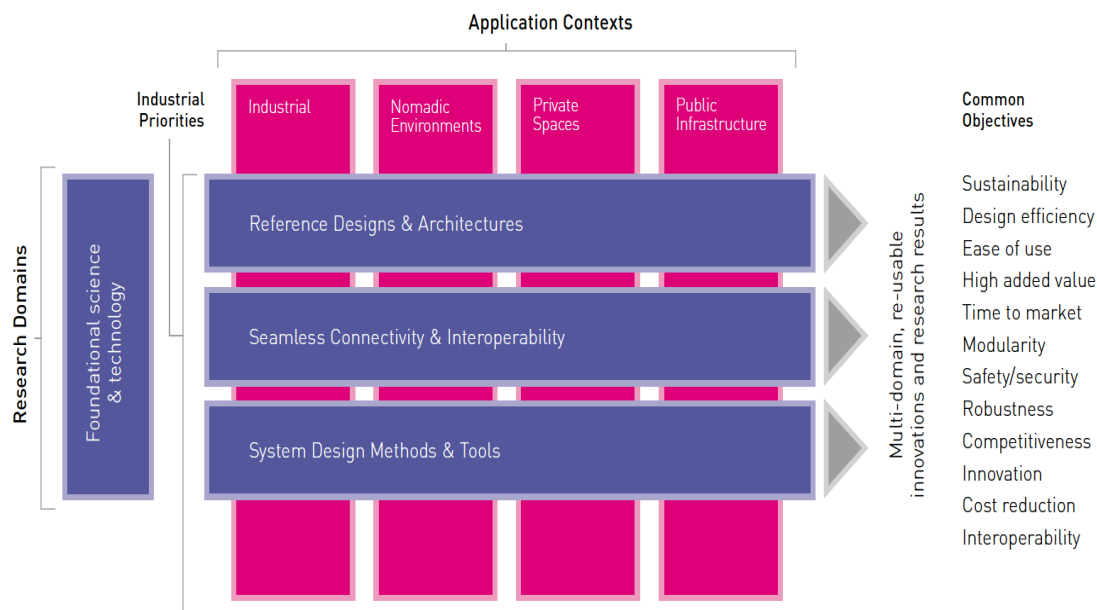 Application Contexts
Industrial
Priorities
Industrial
Nomadic
Environments
Private
Spaces
Public
Infrastructure
Common
Objectives
Research Domains
Foundational science
& technology
Reference Designs & Architectures
Seamless Connectivity & Interoperability
System Design Methods & Tools
Multi-domain, re-usable
innovations and research results
Sustainability
Design efficiency
Ease of use
High added value
Time to market
Modularity
Safety/security
Robustness
Competitiveness
Innovation
Cost reduction
Interoperability